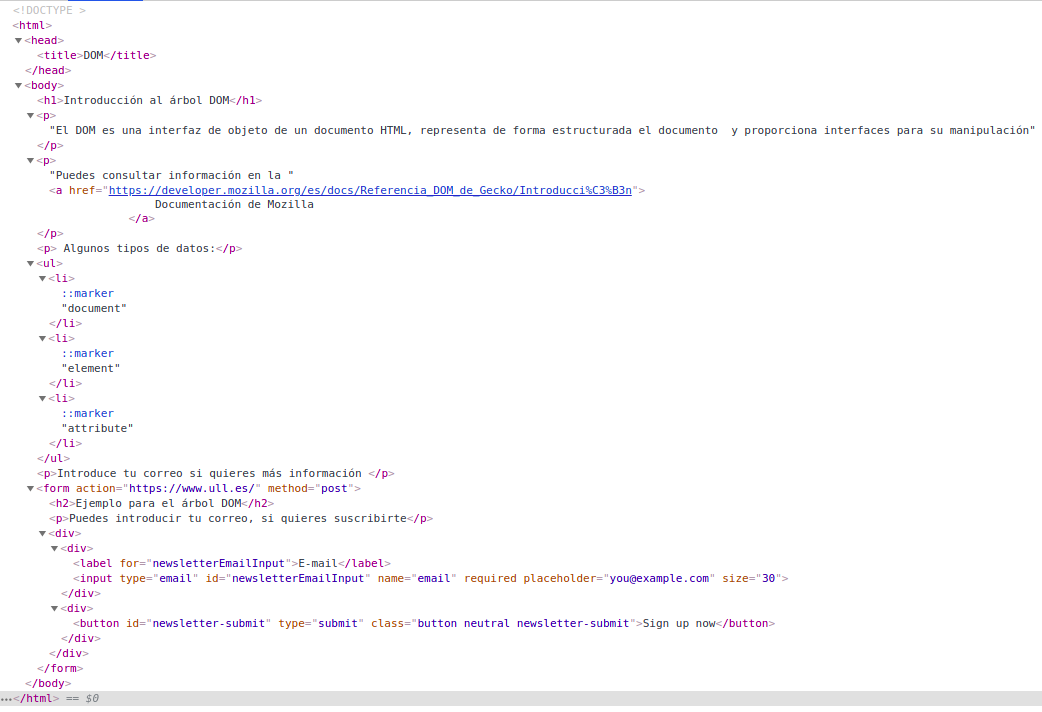 <!DOCTYPE >
<html>
<head>
<title>DOM</title>
</head>
<body>
<h1>Introducción al árbol DOM</h1>
<p>
"El DOM es una interfaz de objeto de un documento HTML, representa de forma estructurada el documento  y proporciona interfaces para su manipulación"
</p>
<p>
"Puedes consultar información en la "
<a href="https://developer.mozilla.org/es/docs/Referencia_DOM_de_Gecko/Introducci%C3%B3n">
Documentación de Mozilla
</a>
</p>
<p> Algunos tipos de datos:</p>
<ul>
<li>
::marker
"document"
</li>
<li>
::marker
"element"
</li>
<li>
::marker
"attribute"
</li>
</ul>
<p>Introduce tu correo si quieres más información </p>
<form action="https://www.ull.es/" method="post">
<h2>Ejemplo para el árbol DOM</h2>
<p>Puedes introducir tu correo, si quieres suscribirte</p>
<div>
<div>
<label for="newsletterEmailInput">E-mail</label>
<input type="email" id="newsletterEmailInput" name="email" required placeholder="you@example.com" size="30">
</div>
<div>
<button id="newsletter-submit" type="submit" class="button neutral newsletter-submit">Sign up now</button>
</div>
</div>
</form>
</body>
…</html> == $0